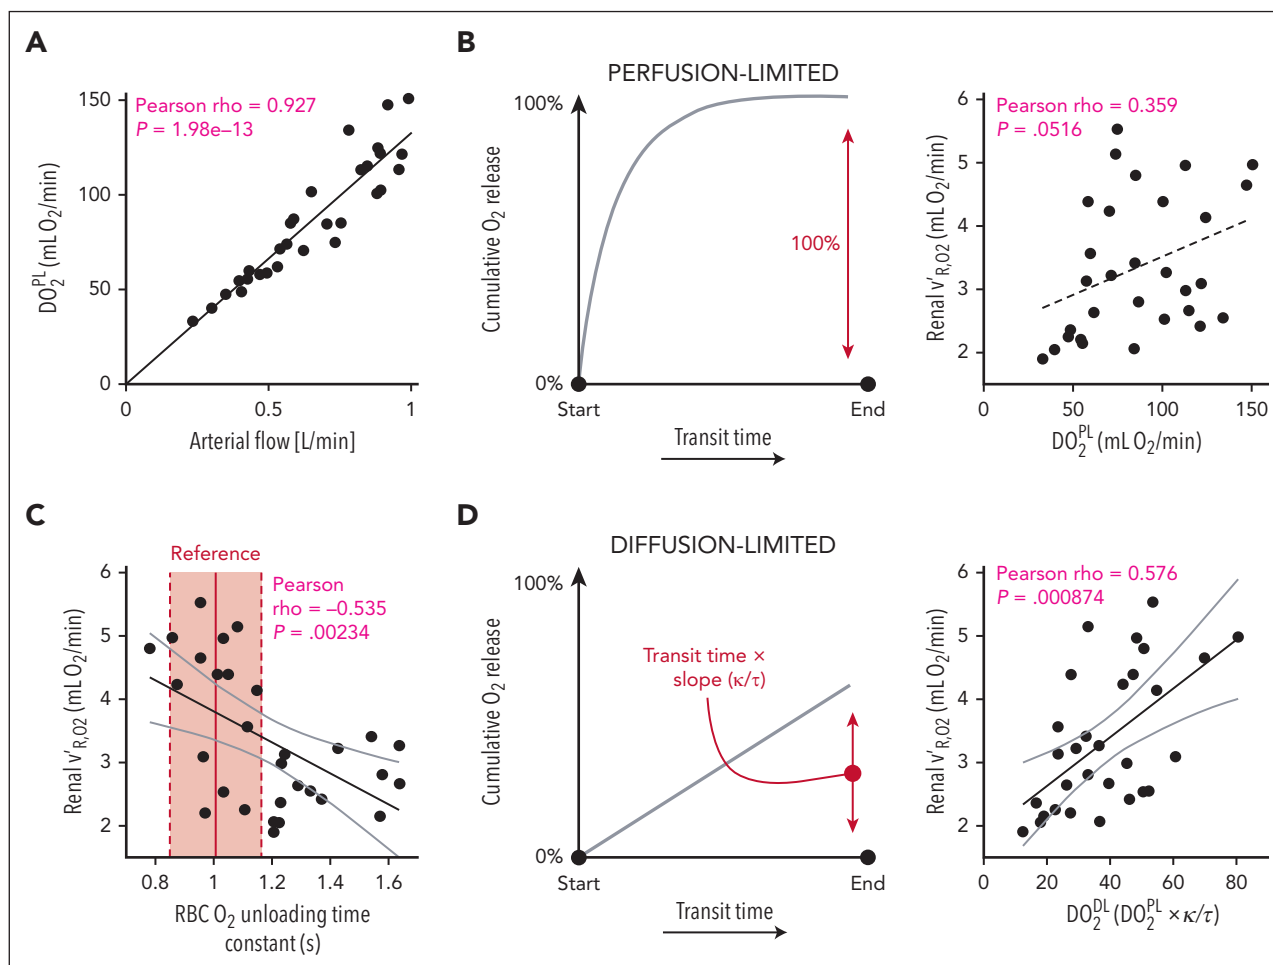 A
Pearson rho = 0.927
P = 1.98e–13
DO₂ᴾᴸ (mL O₂/min)
150
100
50
0
0
0.5
1
Arterial flow [L/min]
B
PERFUSION-LIMITED
Cumulative O₂ release
100%
0%
100%
Start
End
Transit time
Pearson rho = 0.359
P = .0516
Renal v′R,O2 (mL O₂/min)
6
5
4
3
2
0
50
100
150
DO₂ᴾᴸ (mL O₂/min)
C
Reference
Pearson
rho = –0.535
P = .00234
Renal v′R,O2 (mL O₂/min)
6
5
4
3
2
0.8
1
1.2
1.4
1.6
RBC O₂ unloading time
constant (s)
D
DIFFUSION-LIMITED
Cumulative O₂ release
100%
0%
Transit time ×
slope (κ/τ)
Start
End
Transit time
Pearson rho = 0.576
P = .000874
Renal v′R,O2 (mL O₂/min)
6
5
4
3
2
0
20
40
60
80
DO₂ᴰᴸ (DO₂ᴾᴸ × κ/τ)